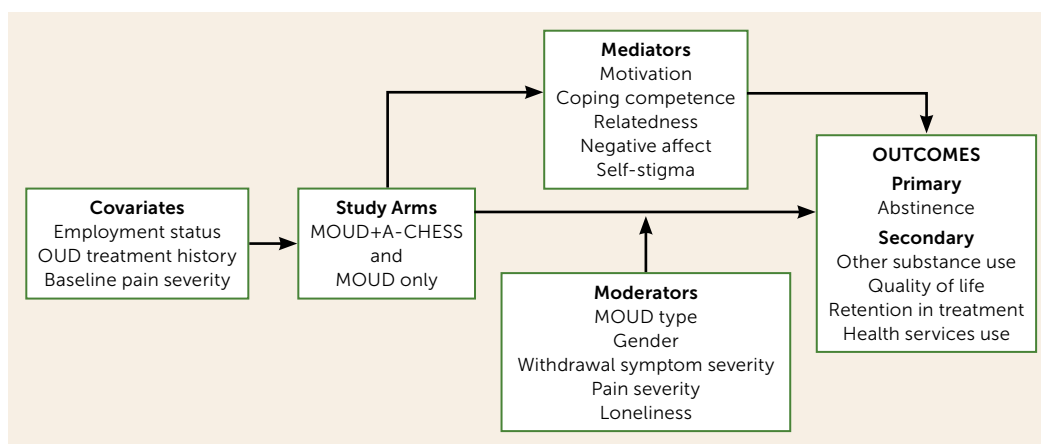 Covariates
Employment status
OUD treatment history
Baseline pain severity
Study Arms
MOUD+A-CHESS
and
MOUD only
Mediators
Motivation
Coping competence
Relatedness
Negative affect
Self-stigma
Moderators
MOUD type
Gender
Withdrawal symptom severity
Pain severity
Loneliness
OUTCOMES
Primary
Abstinence
Secondary
Other substance use
Quality of life
Retention in treatment
Health services use